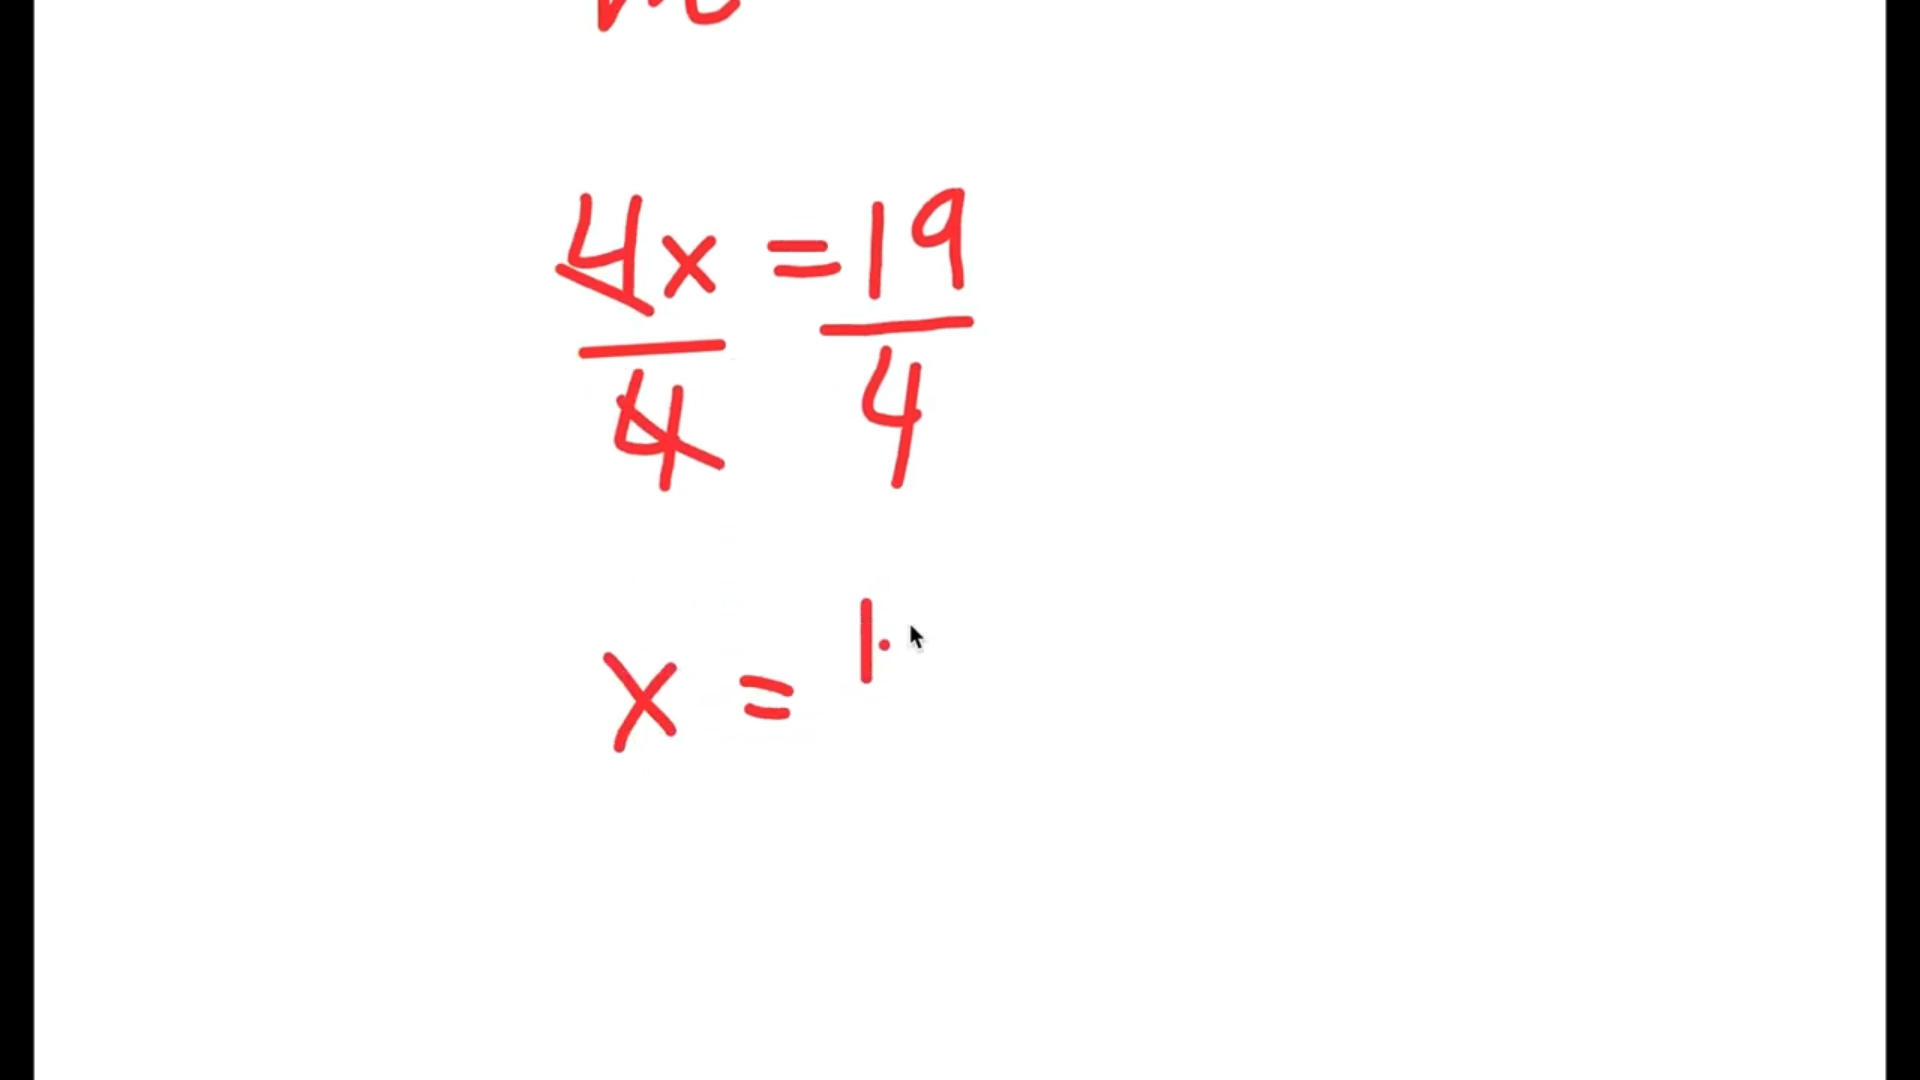 4x = 19
4 4
x = 1